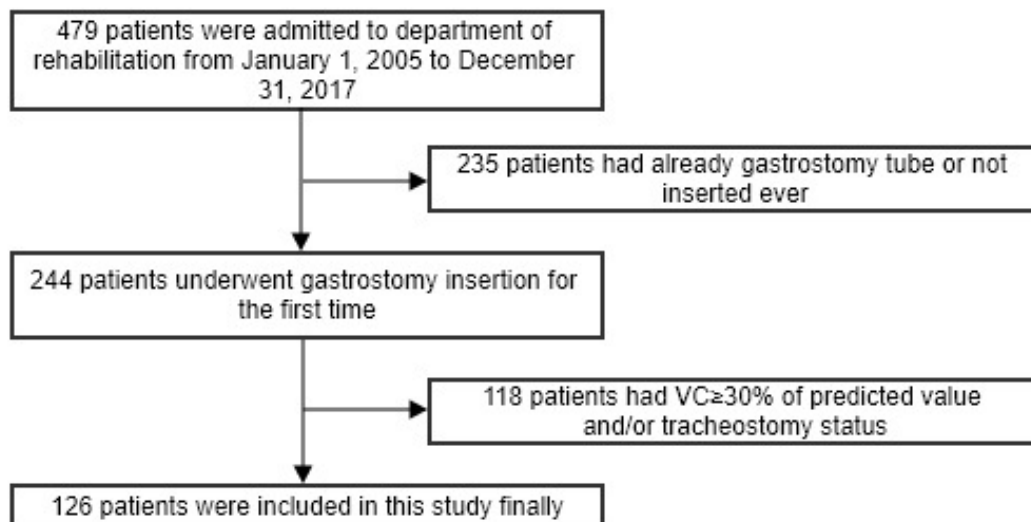 479 patients were admitted to department of
rehabilitation from January 1, 2005 to December
31, 2017
235 patients had already gastrostomy tube or not
inserted ever
244 patients underwent gastrostomy insertion for
the first time
118 patients had VC≥30% of predicted value
and/or tracheostomy status
126 patients were included in this study finally